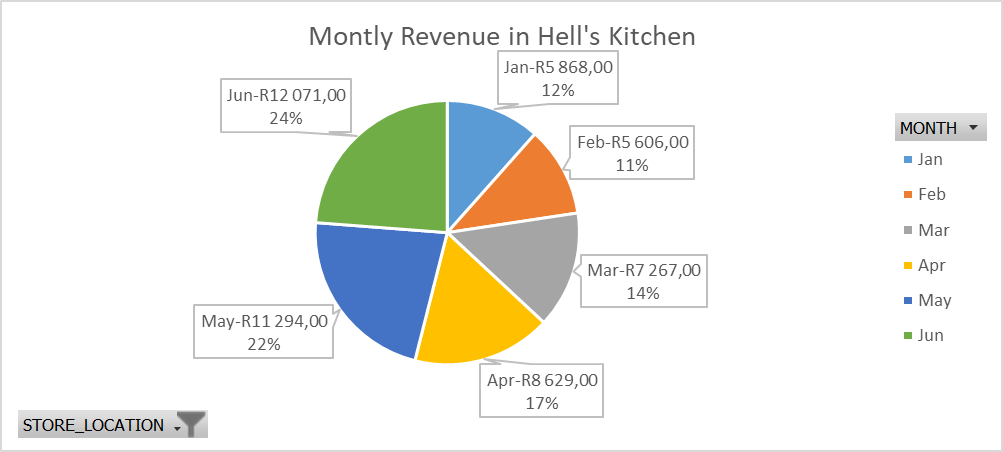 Montly Revenue in Hell's Kitchen
Jan-R5 868,00
12%
Jun-R12 071,00
24%
Feb-R5 606,00
11%
Mar-R7 267,00
14%
May-R11 294,00
22%
Apr-R8 629,00
17%
MONTH
Jan
Feb
Mar
Apr
May
Jun
STORE_LOCATION